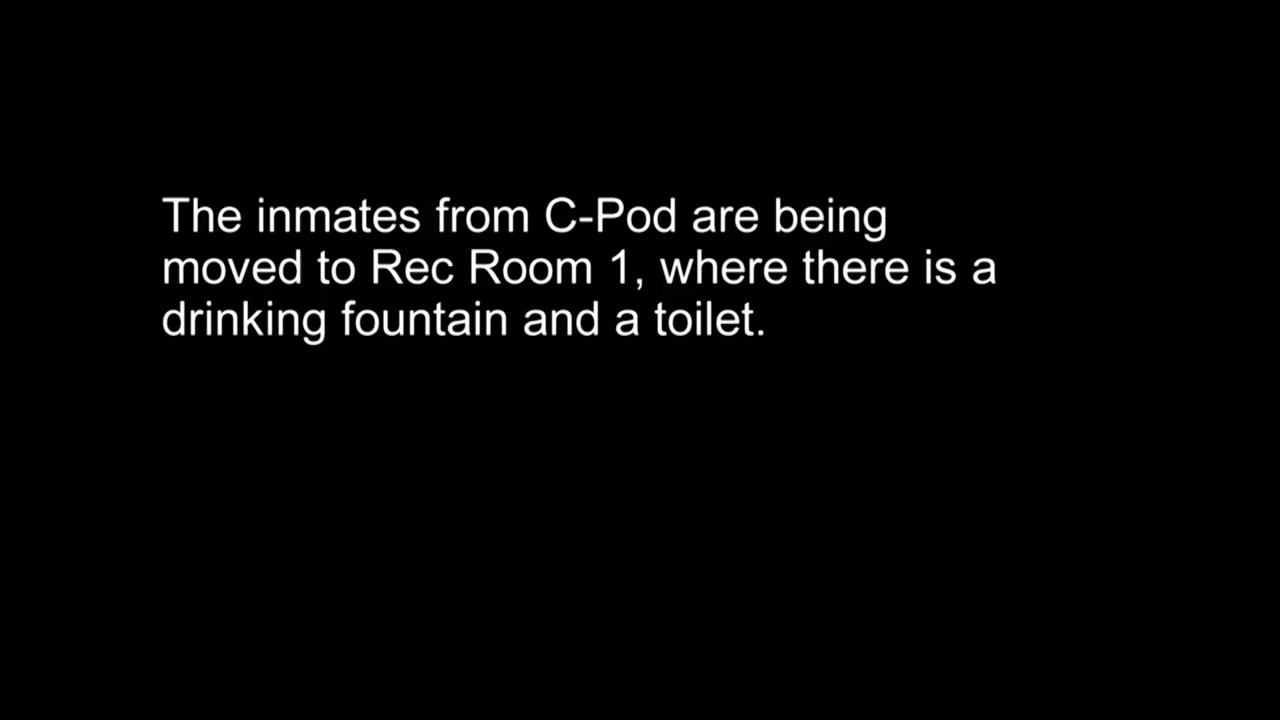 The inmates from C-Pod are being
moved to Rec Room 1, where there is a
drinking fountain and a toilet.